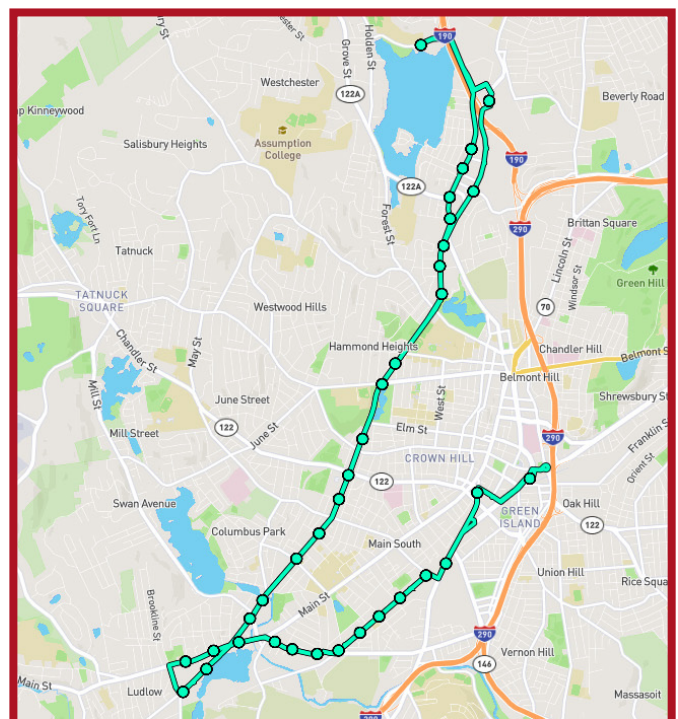 Holden St
190
Grove St
Westchester
122A
Beverly Road
Salisbury Heights
Assumption
College
190
122A
Tory Fort Ln
Forest St
290
Brittan Square
Tatnuck
Lincoln St
Windsor St
Green Hill
TATNUCK
SQUARE
Westwood Hills
70
Chandler St
May St
Hammond Heights
Chandler Hill
Belmont S
Belmont Hill
Mill St
June Street
West St
Shrewsbury St
122
June St
Elm St
290
Franklin S
Mill Street
CROWN HILL
Orient St
122
Swan Avenue
GREEN
ISLAND
Oak Hill
122
Columbus Park
Main South
Union Hill
Rice Squa
Brookline St
Main St
290
Vernon Hill
146
Main St
Ludlow
Massasoit